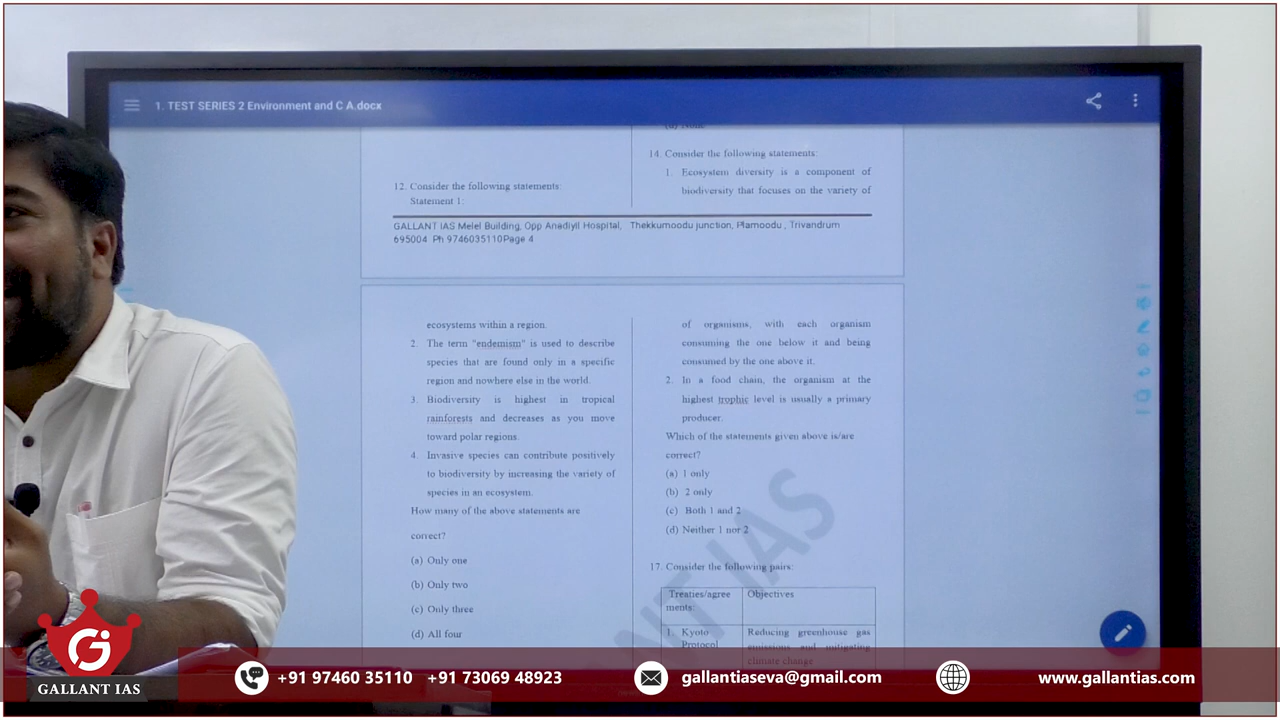 1. TEST SERIES 2 Environment and C A.docx
12. Consider the following statements:
Statement 1:
(d) None
14. Consider the following statements:
1. Ecosystem diversity is a component of
biodiversity that focuses on the variety of
GALLANT IAS Melel Building, Opp Anadiyil Hospital, Thekkumoodu junction, Plamoodu , Trivandrum
695004 Ph 9746035110Page 4
ecosystems within a region.
2. The term "endemism" is used to describe
species that are found only in a specific
region and nowhere else in the world.
3. Biodiversity is highest in tropical
rainforests and decreases as you move
toward polar regions.
4. Invasive species can contribute positively
to biodiversity by increasing the variety of
species in an ecosystem.
How many of the above statements are
correct?
(a) Only one
(b) Only two
(c) Only three
(d) All four
of organisms, with each organism
consuming the one below it and being
consumed by the one above it.
2. In a food chain, the organism at the
highest trophic level is usually a primary
producer.
Which of the statements given above is/are
correct?
(a) 1 only
(b) 2 only
(c) Both 1 and 2
(d) Neither 1 nor 2
17. Consider the following pairs:
Treaties/agree
ments:
Objectives
1. Kyoto
Protocol
Reducing greenhouse gas
emissions and mitigating
climate change
NT IAS
GALLANT IAS
+91 97460 35110 +91 73069 48923
gallantiaseva@gmail.com
www.gallantias.com